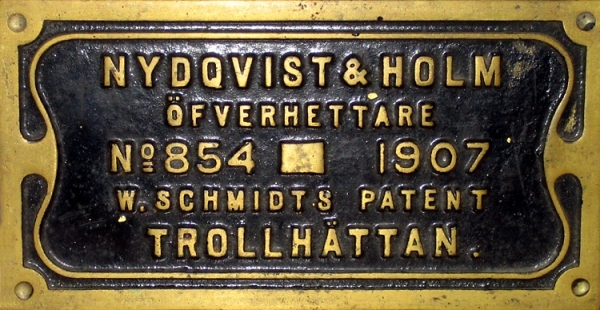 NYDQVIST & HOLM
ÖFVERHETTARE
Nº 854 1907
W. SCHMIDTS PATENT
TROLLHÄTTAN.